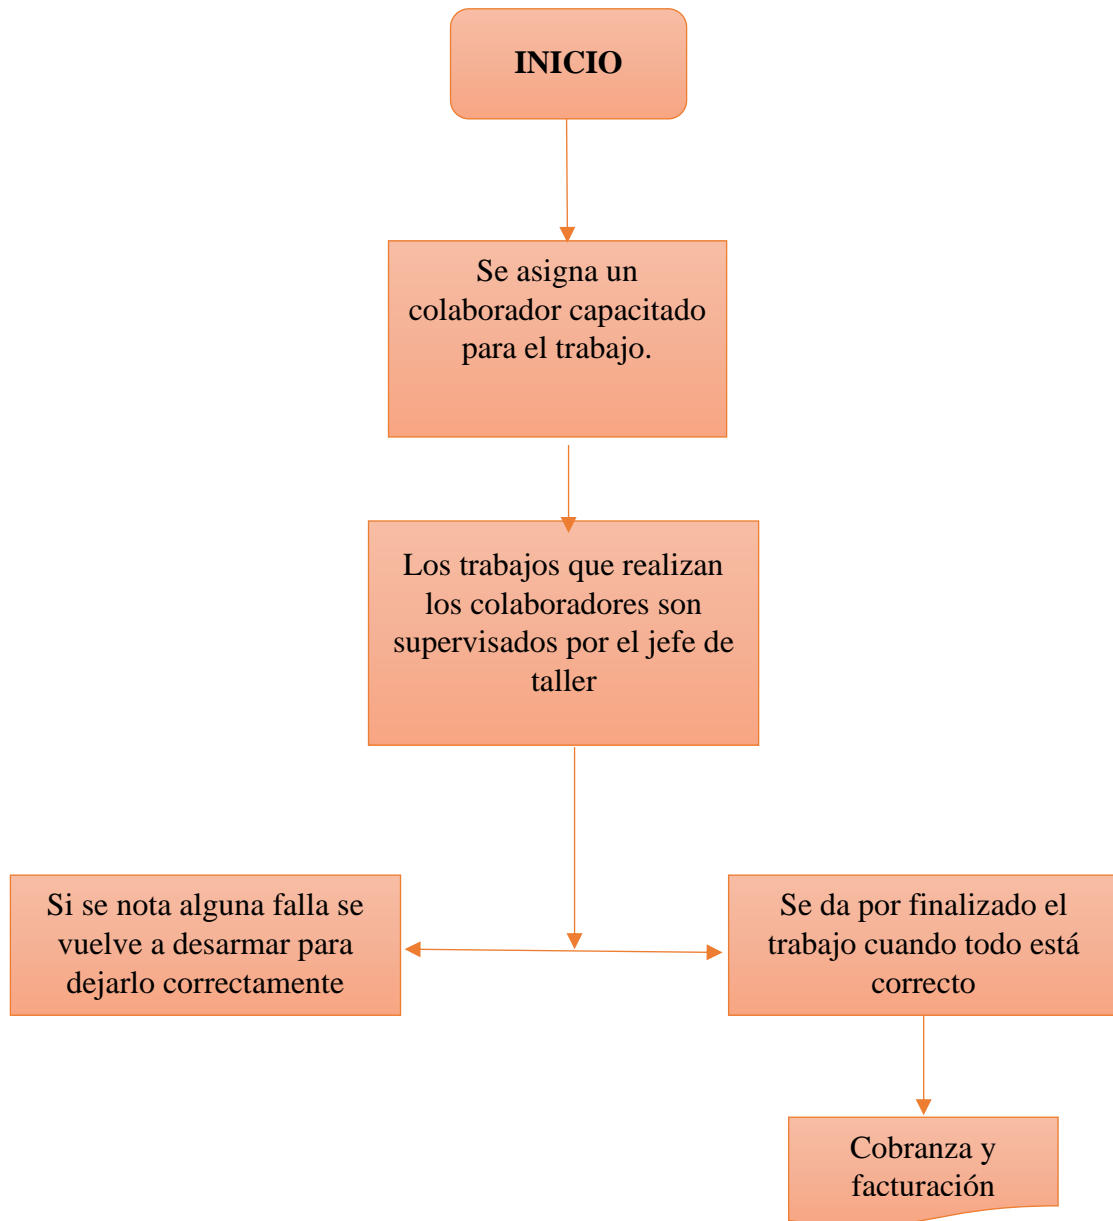 INICIO
Se asigna un
colaborador capacitado
para el trabajo.
Los trabajos que realizan
los colaboradores son
supervisados por el jefe de
taller
Si se nota alguna falla se
vuelve a desarmar para
dejarlo correctamente
Se da por finalizado el
trabajo cuando todo está
correcto
Cobranza y
facturación